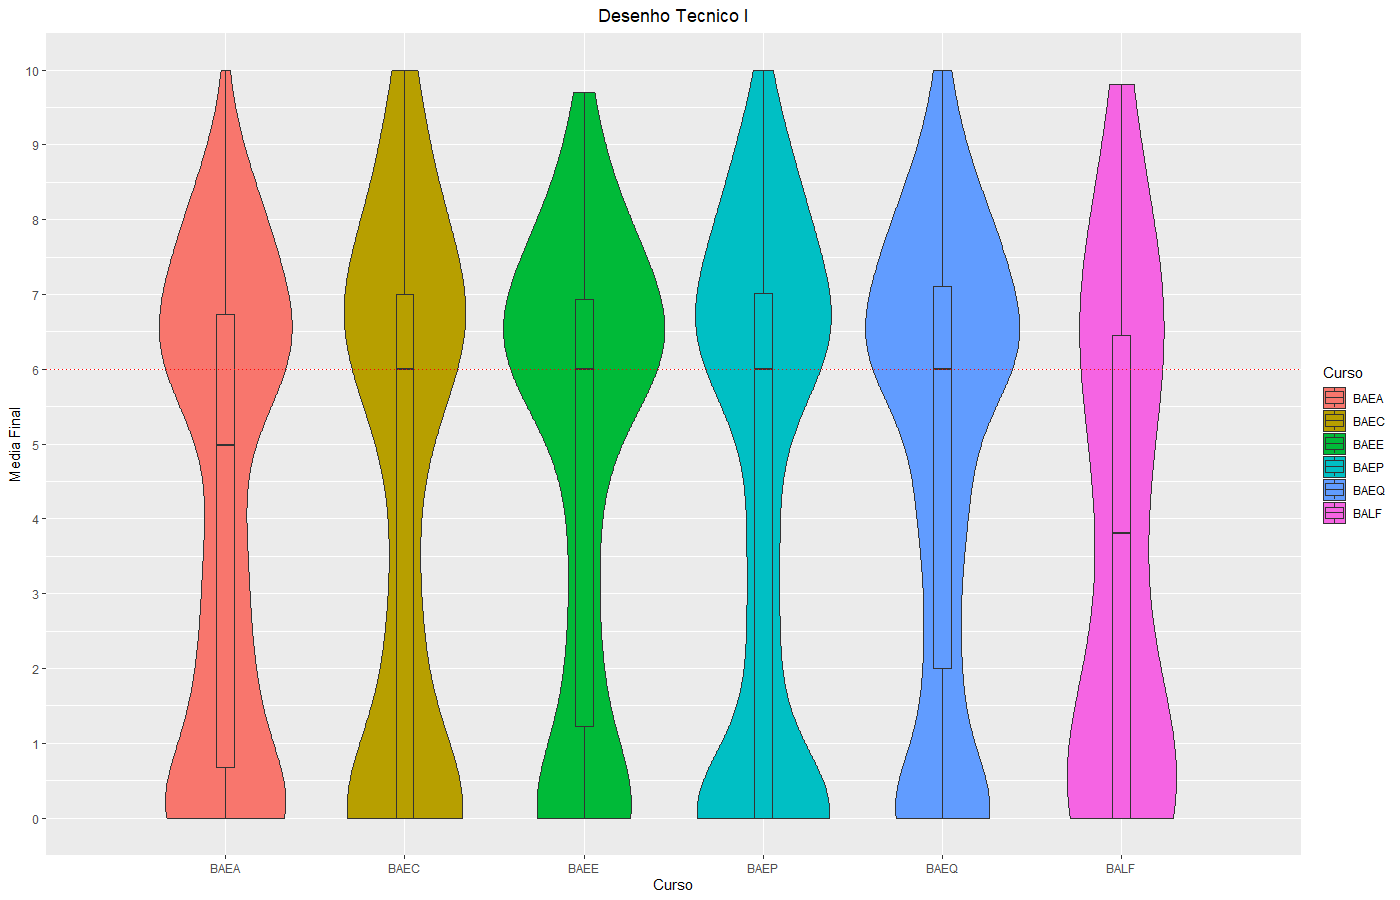 Desenho Tecnico I
Media Final
10
9
8
7
6
5
4
3
2
1
0
BAEA BAEC BAEE BAEP BAEQ BALF
Curso
Curso
BAEA
BAEC
BAEE
BAEP
BAEQ
BALF